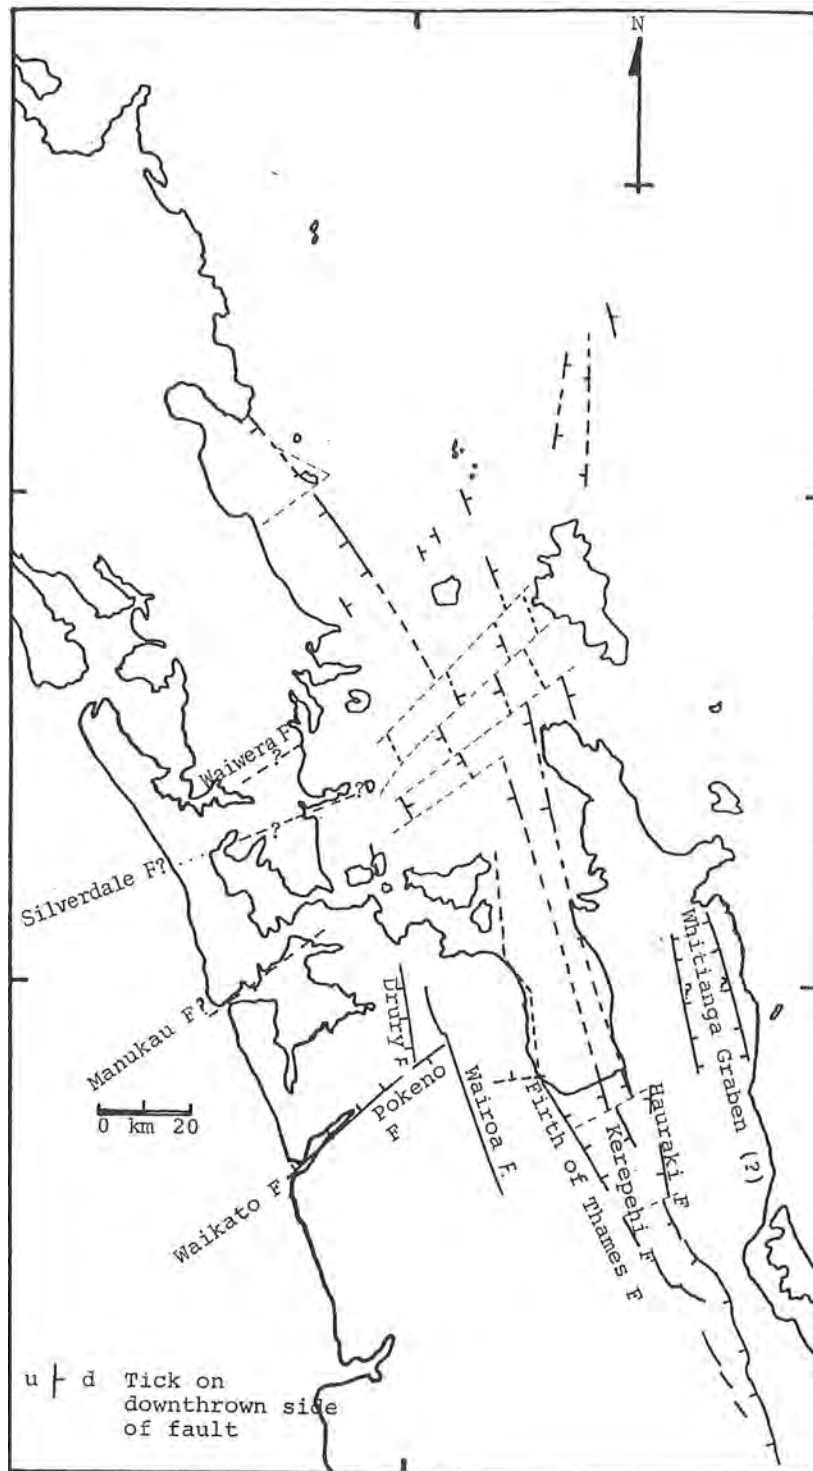 N
Waiwera F
?
?
Silverdale F?
?
Manukau F?
0 km 20
Drury F
Pokeno
F
Waikato F
Wairoa F.
Firth of Thames F
Kerepehi F
Hauraki F
Whitianga Graben (?)
u d Tick on
downthrown side
of fault